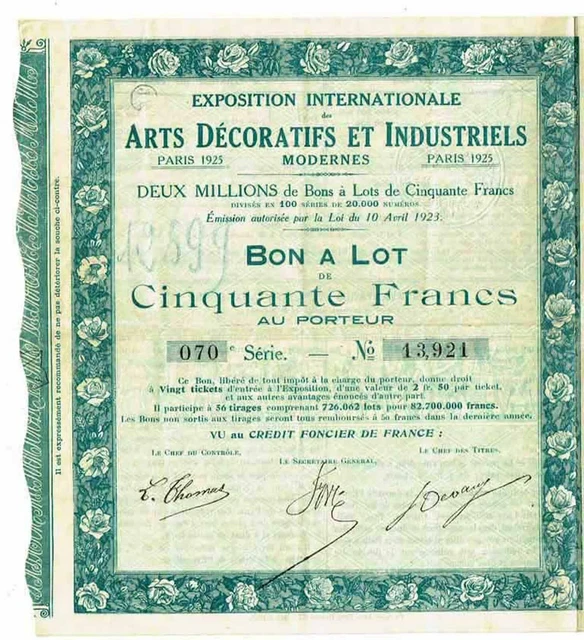 EXPOSITION INTERNATIONALE
des
ARTS DÉCORATIFS ET INDUSTRIELS
PARIS 1925 MODERNES PARIS 1925
DEUX MILLIONS de Bons à Lots de Cinquante Francs
DIVISÉS EN 100 SÉRIES DE 20.000 NUMÉROS.
Émission autorisée par la Loi du 10 Avril 1923.
BON A LOT
DE
Cinquante Francs
AU PORTEUR
070e Série. — No 13,921
Ce Bon, libéré de tout impôt à la charge du porteur, donne droit
à Vingt tickets d'entrée à l'Exposition, d'une valeur de 2 fr. 50 par ticket,
et aux autres avantages énoncés d'autre part.
Il participe à 56 tirages comprenant 726.062 lots pour 82.700.000 francs.
Les Bons non sortis aux tirages seront tous remboursés à 50 francs dans la dernière année.
VU au CRÉDIT FONCIER DE FRANCE :
LE CHEF DU CONTRÔLE, LE SECRÉTAIRE GÉNÉRAL, LE CHEF DES TITRES.
L. Thomas
Il est expressément recommandé de ne pas détériorer la souche ci-contre.